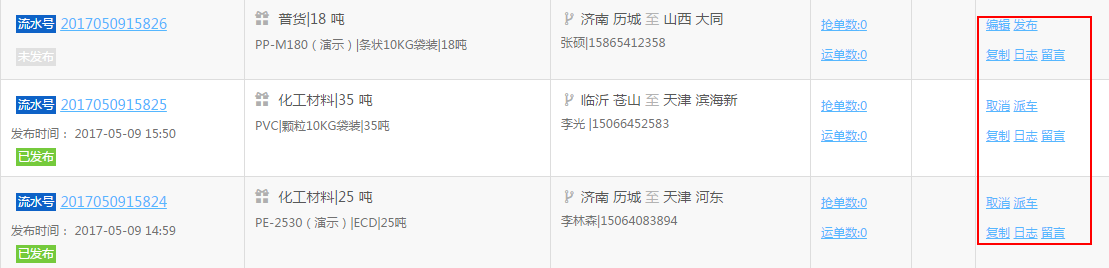 流水号 2017050915826
未发布
普货|18 吨
PP-M180（演示）|条状10KG袋装|18吨
济南 历城 至 山西 大同
张硕|15865412358
抢单数:0
运单数:0
编辑 发布
复制 日志 留言
流水号 2017050915825
发布时间： 2017-05-09 15:50
已发布
化工材料|35 吨
PVC|颗粒10KG袋装|35吨
临沂 苍山 至 天津 滨海新
李光 |15066452583
抢单数:0
运单数:0
取消 派车
复制 日志 留言
流水号 2017050915824
发布时间： 2017-05-09 14:59
已发布
化工材料|25 吨
PE-2530（演示）|ECD|25吨
济南 历城 至 天津 河东
李林森|15064083894
抢单数:0
运单数:0
取消 派车
复制 日志 留言